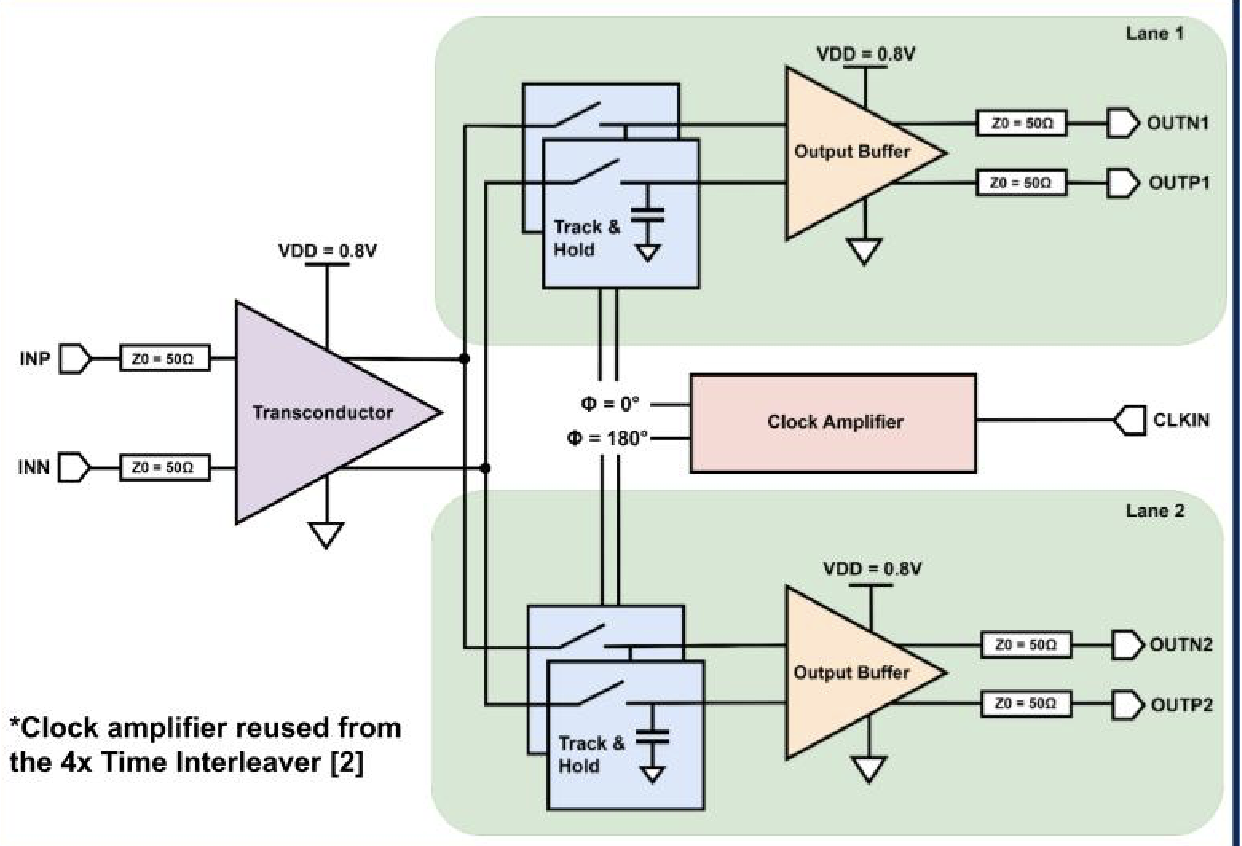 Lane 1
VDD = 0.8V
Output Buffer
Z0 = 50Ω
OUTN1
Z0 = 50Ω
OUTP1
Track &
Hold
VDD = 0.8V
INP
Z0 = 50Ω
Transconductor
INN
Z0 = 50Ω
Φ = 0°
Φ = 180°
Clock Amplifier
CLKIN
Lane 2
VDD = 0.8V
Output Buffer
Z0 = 50Ω
OUTN2
Z0 = 50Ω
OUTP2
Track &
Hold
*Clock amplifier reused from
the 4x Time Interleaver [2]